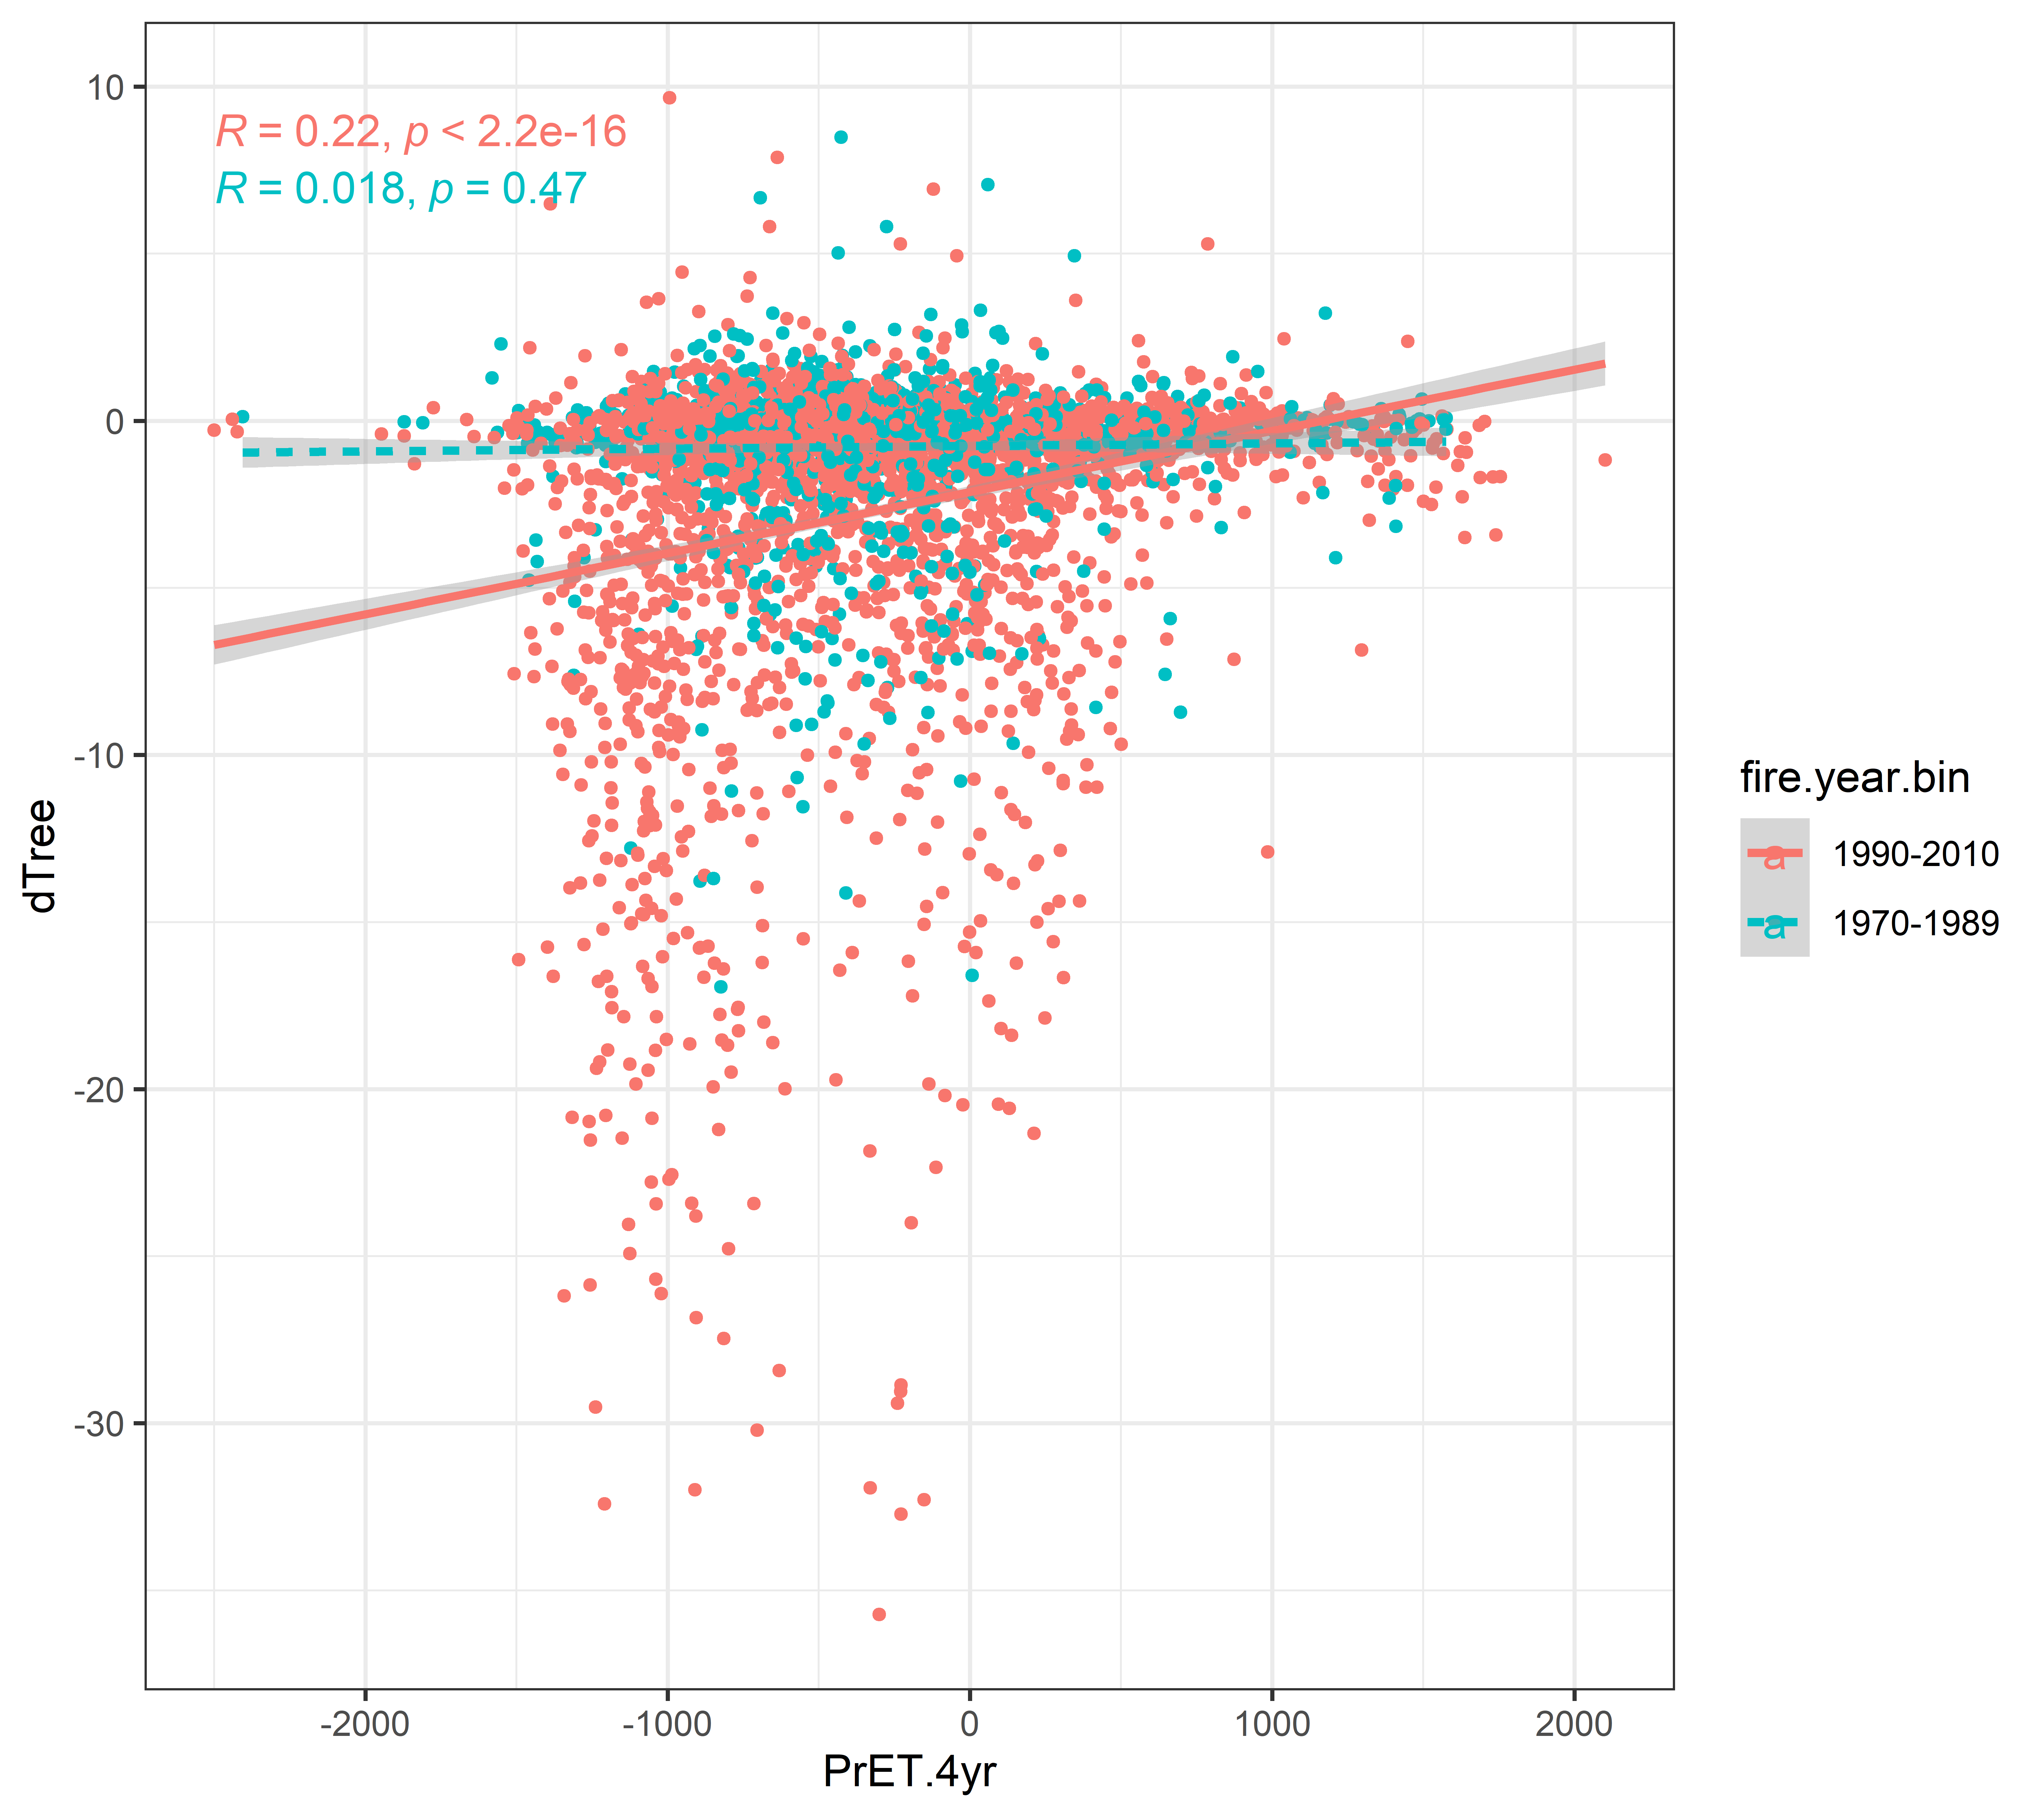 R = 0.22, p < 2.2e-16
R = 0.018, p = 0.47
10
0
-10
-20
-30
dTree
-2000 -1000 0 1000 2000
PrET.4yr
fire.year.bin
a 1990-2010
a 1970-1989